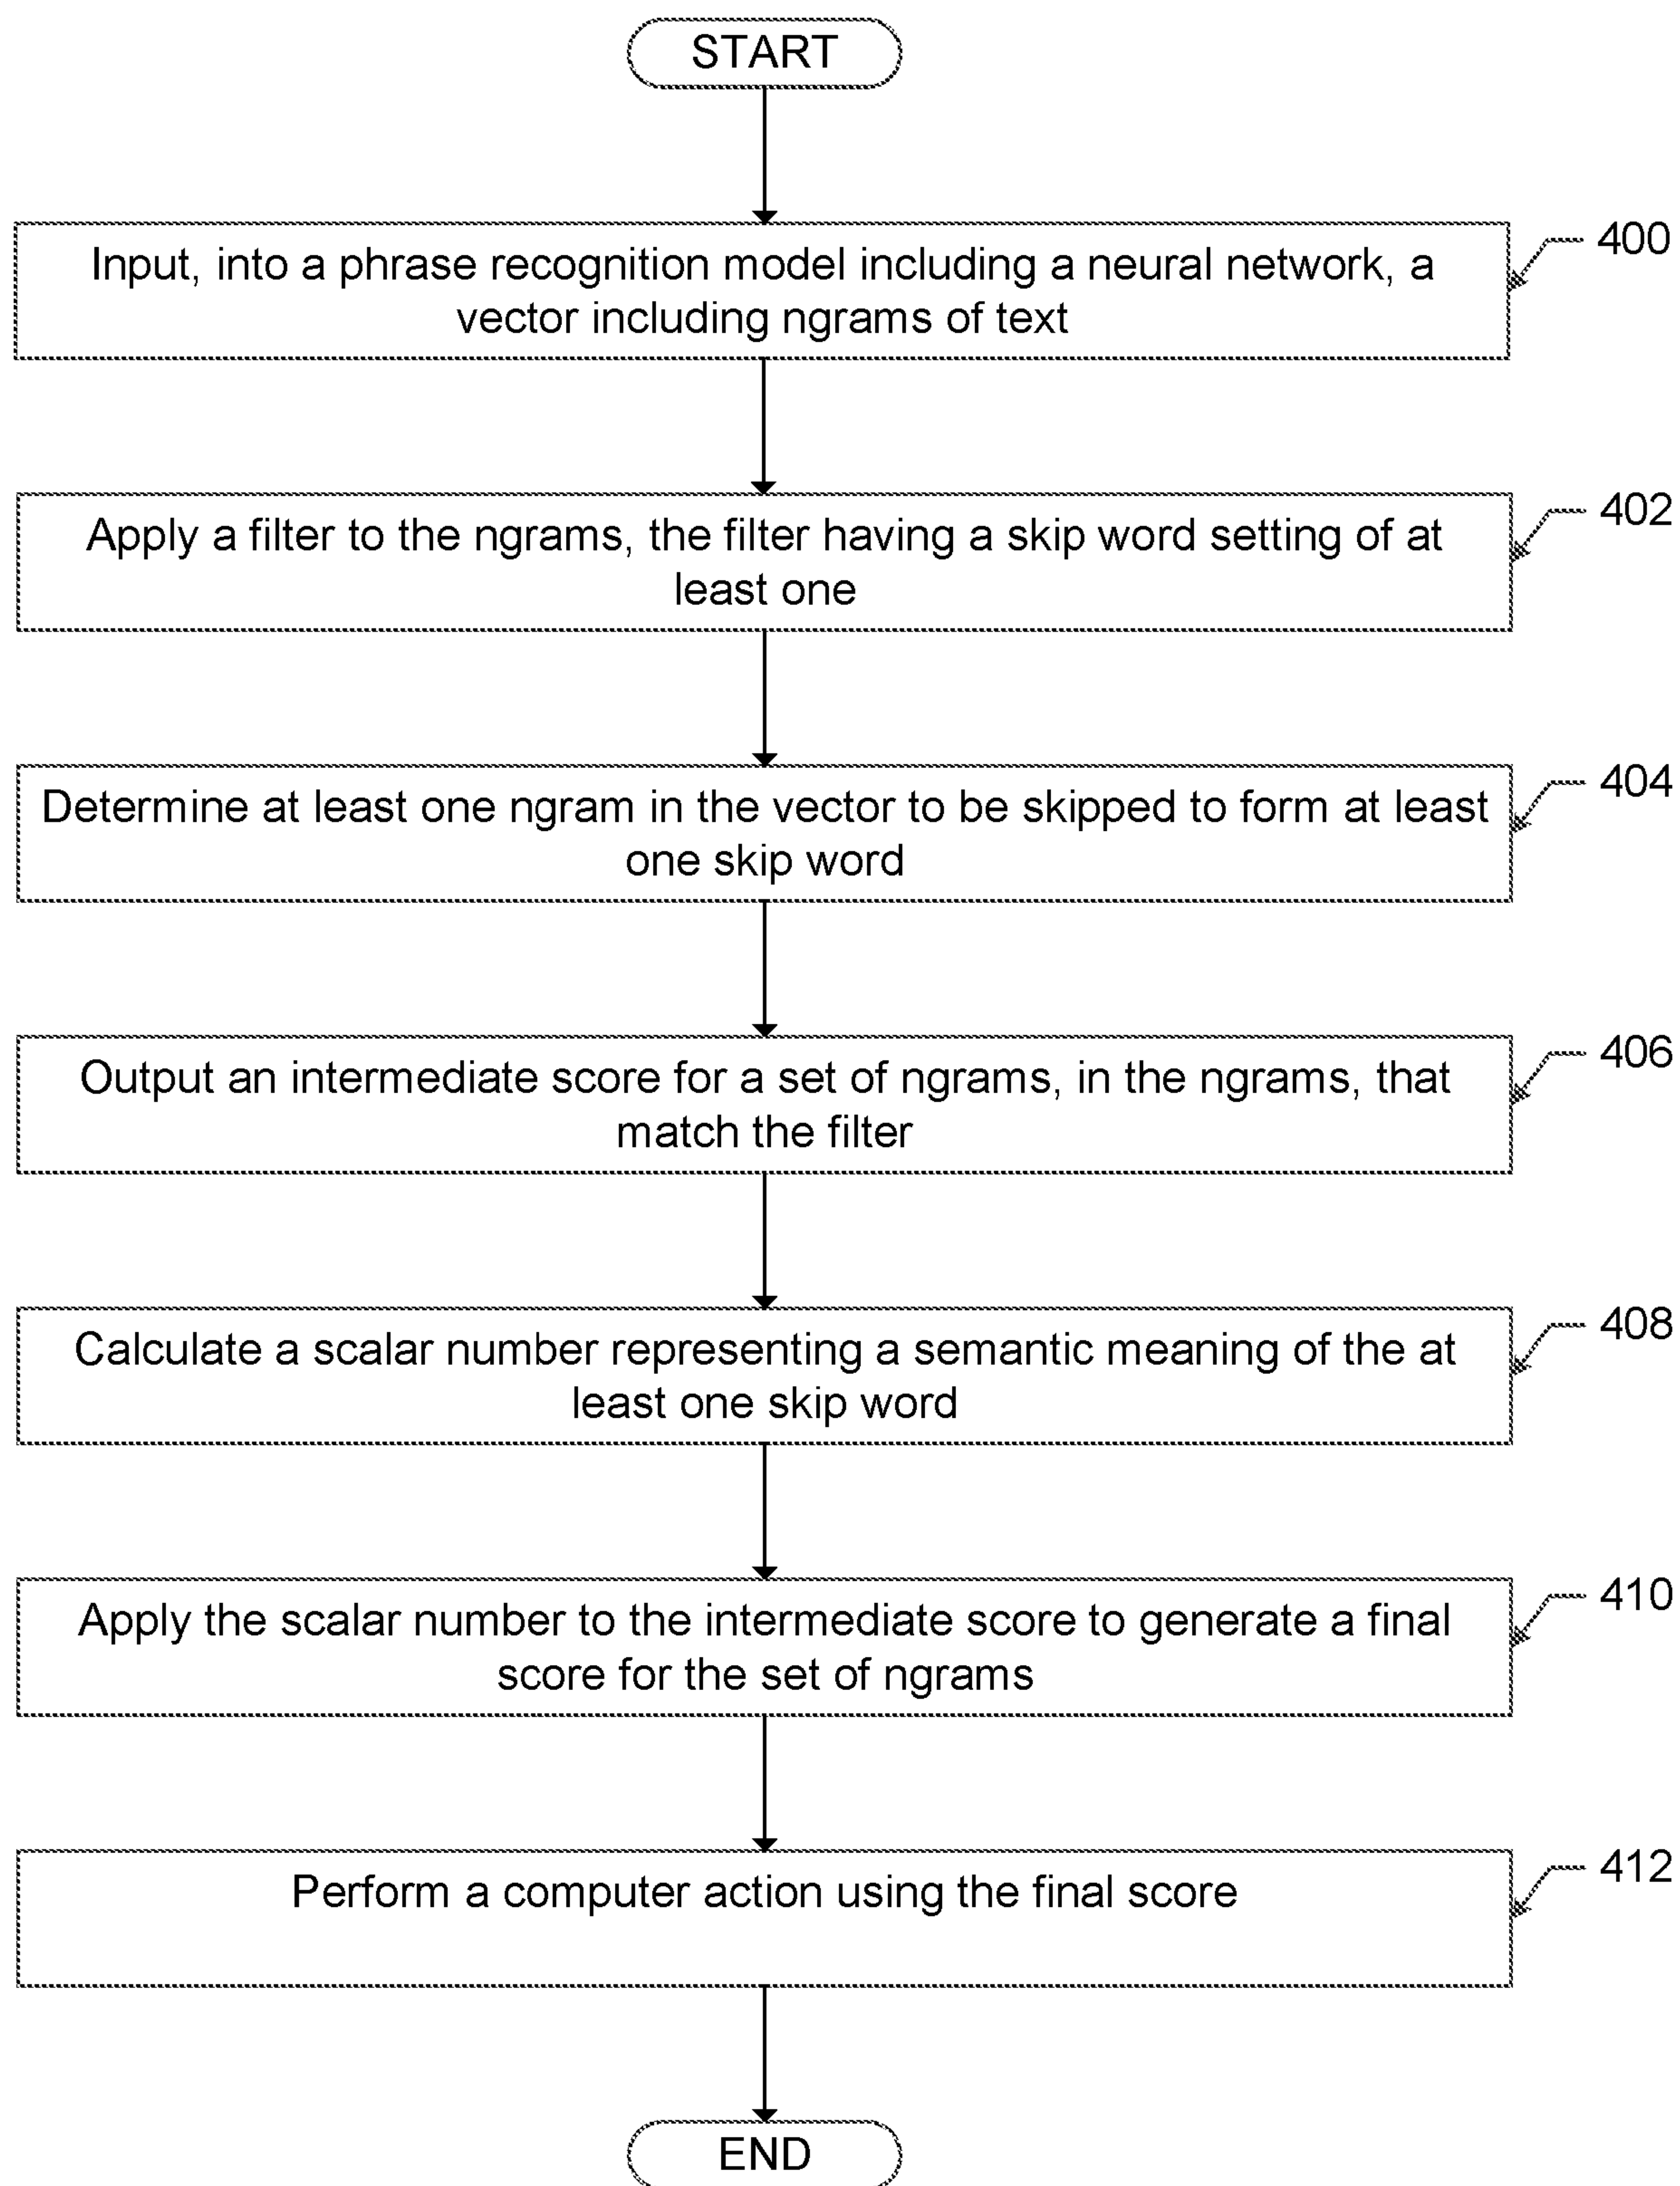 START
Input, into a phrase recognition model including a neural network, a
vector including ngrams of text
400
Apply a filter to the ngrams, the filter having a skip word setting of at
least one
402
Determine at least one ngram in the vector to be skipped to form at least
one skip word
404
Output an intermediate score for a set of ngrams, in the ngrams, that
match the filter
406
Calculate a scalar number representing a semantic meaning of the at
least one skip word
408
Apply the scalar number to the intermediate score to generate a final
score for the set of ngrams
410
Perform a computer action using the final score
412
END